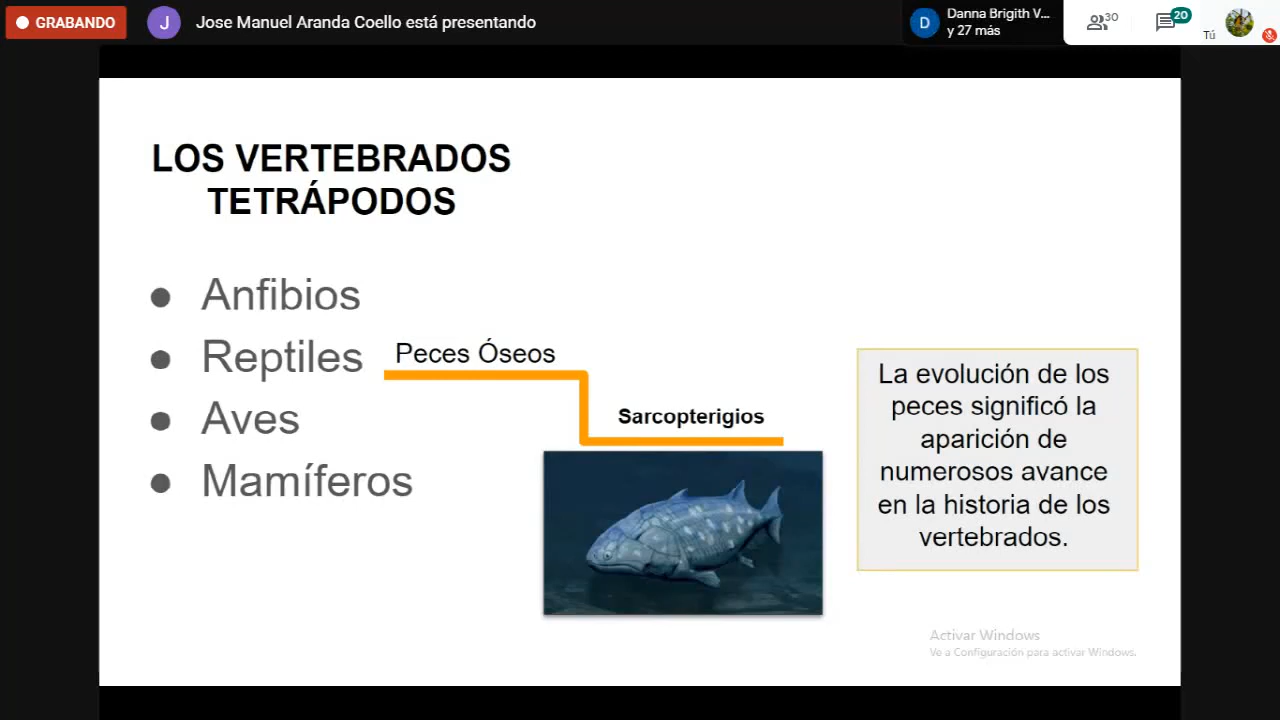 GRABANDO
J
Jose Manuel Aranda Coello está presentando
D
Danna Brigith V...
y 27 más
30
20
Tú
LOS VERTEBRADOS
TETRÁPODOS
● Anfibios
● Reptiles
● Aves
● Mamíferos
Peces Óseos
Sarcopterigios
La evolución de los
peces significó la
aparición de
numerosos avance
en la historia de los
vertebrados.
Activar Windows
Ve a Configuración para activar Windows.